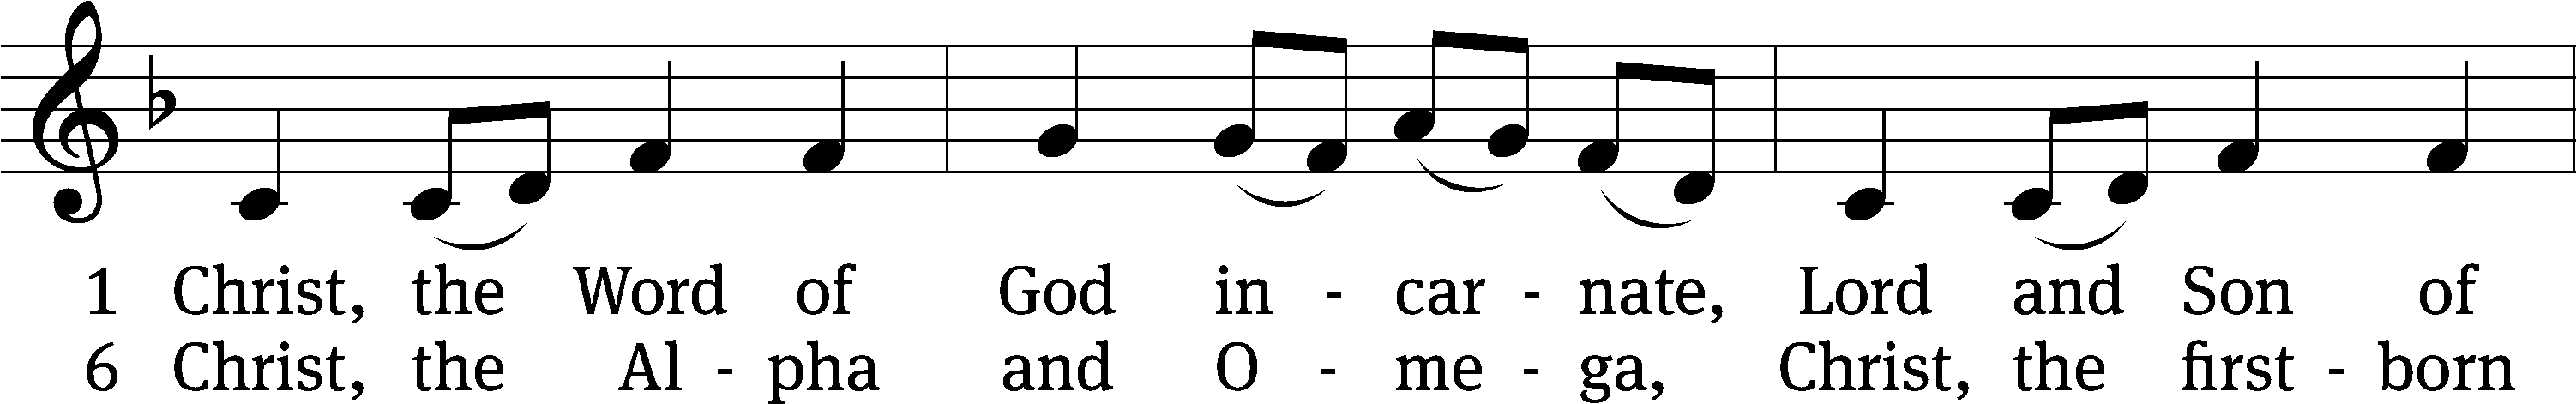 1 Christ, the Word of God in - car - nate, Lord and Son of
6 Christ, the Al - pha and O - me - ga, Christ, the first - born